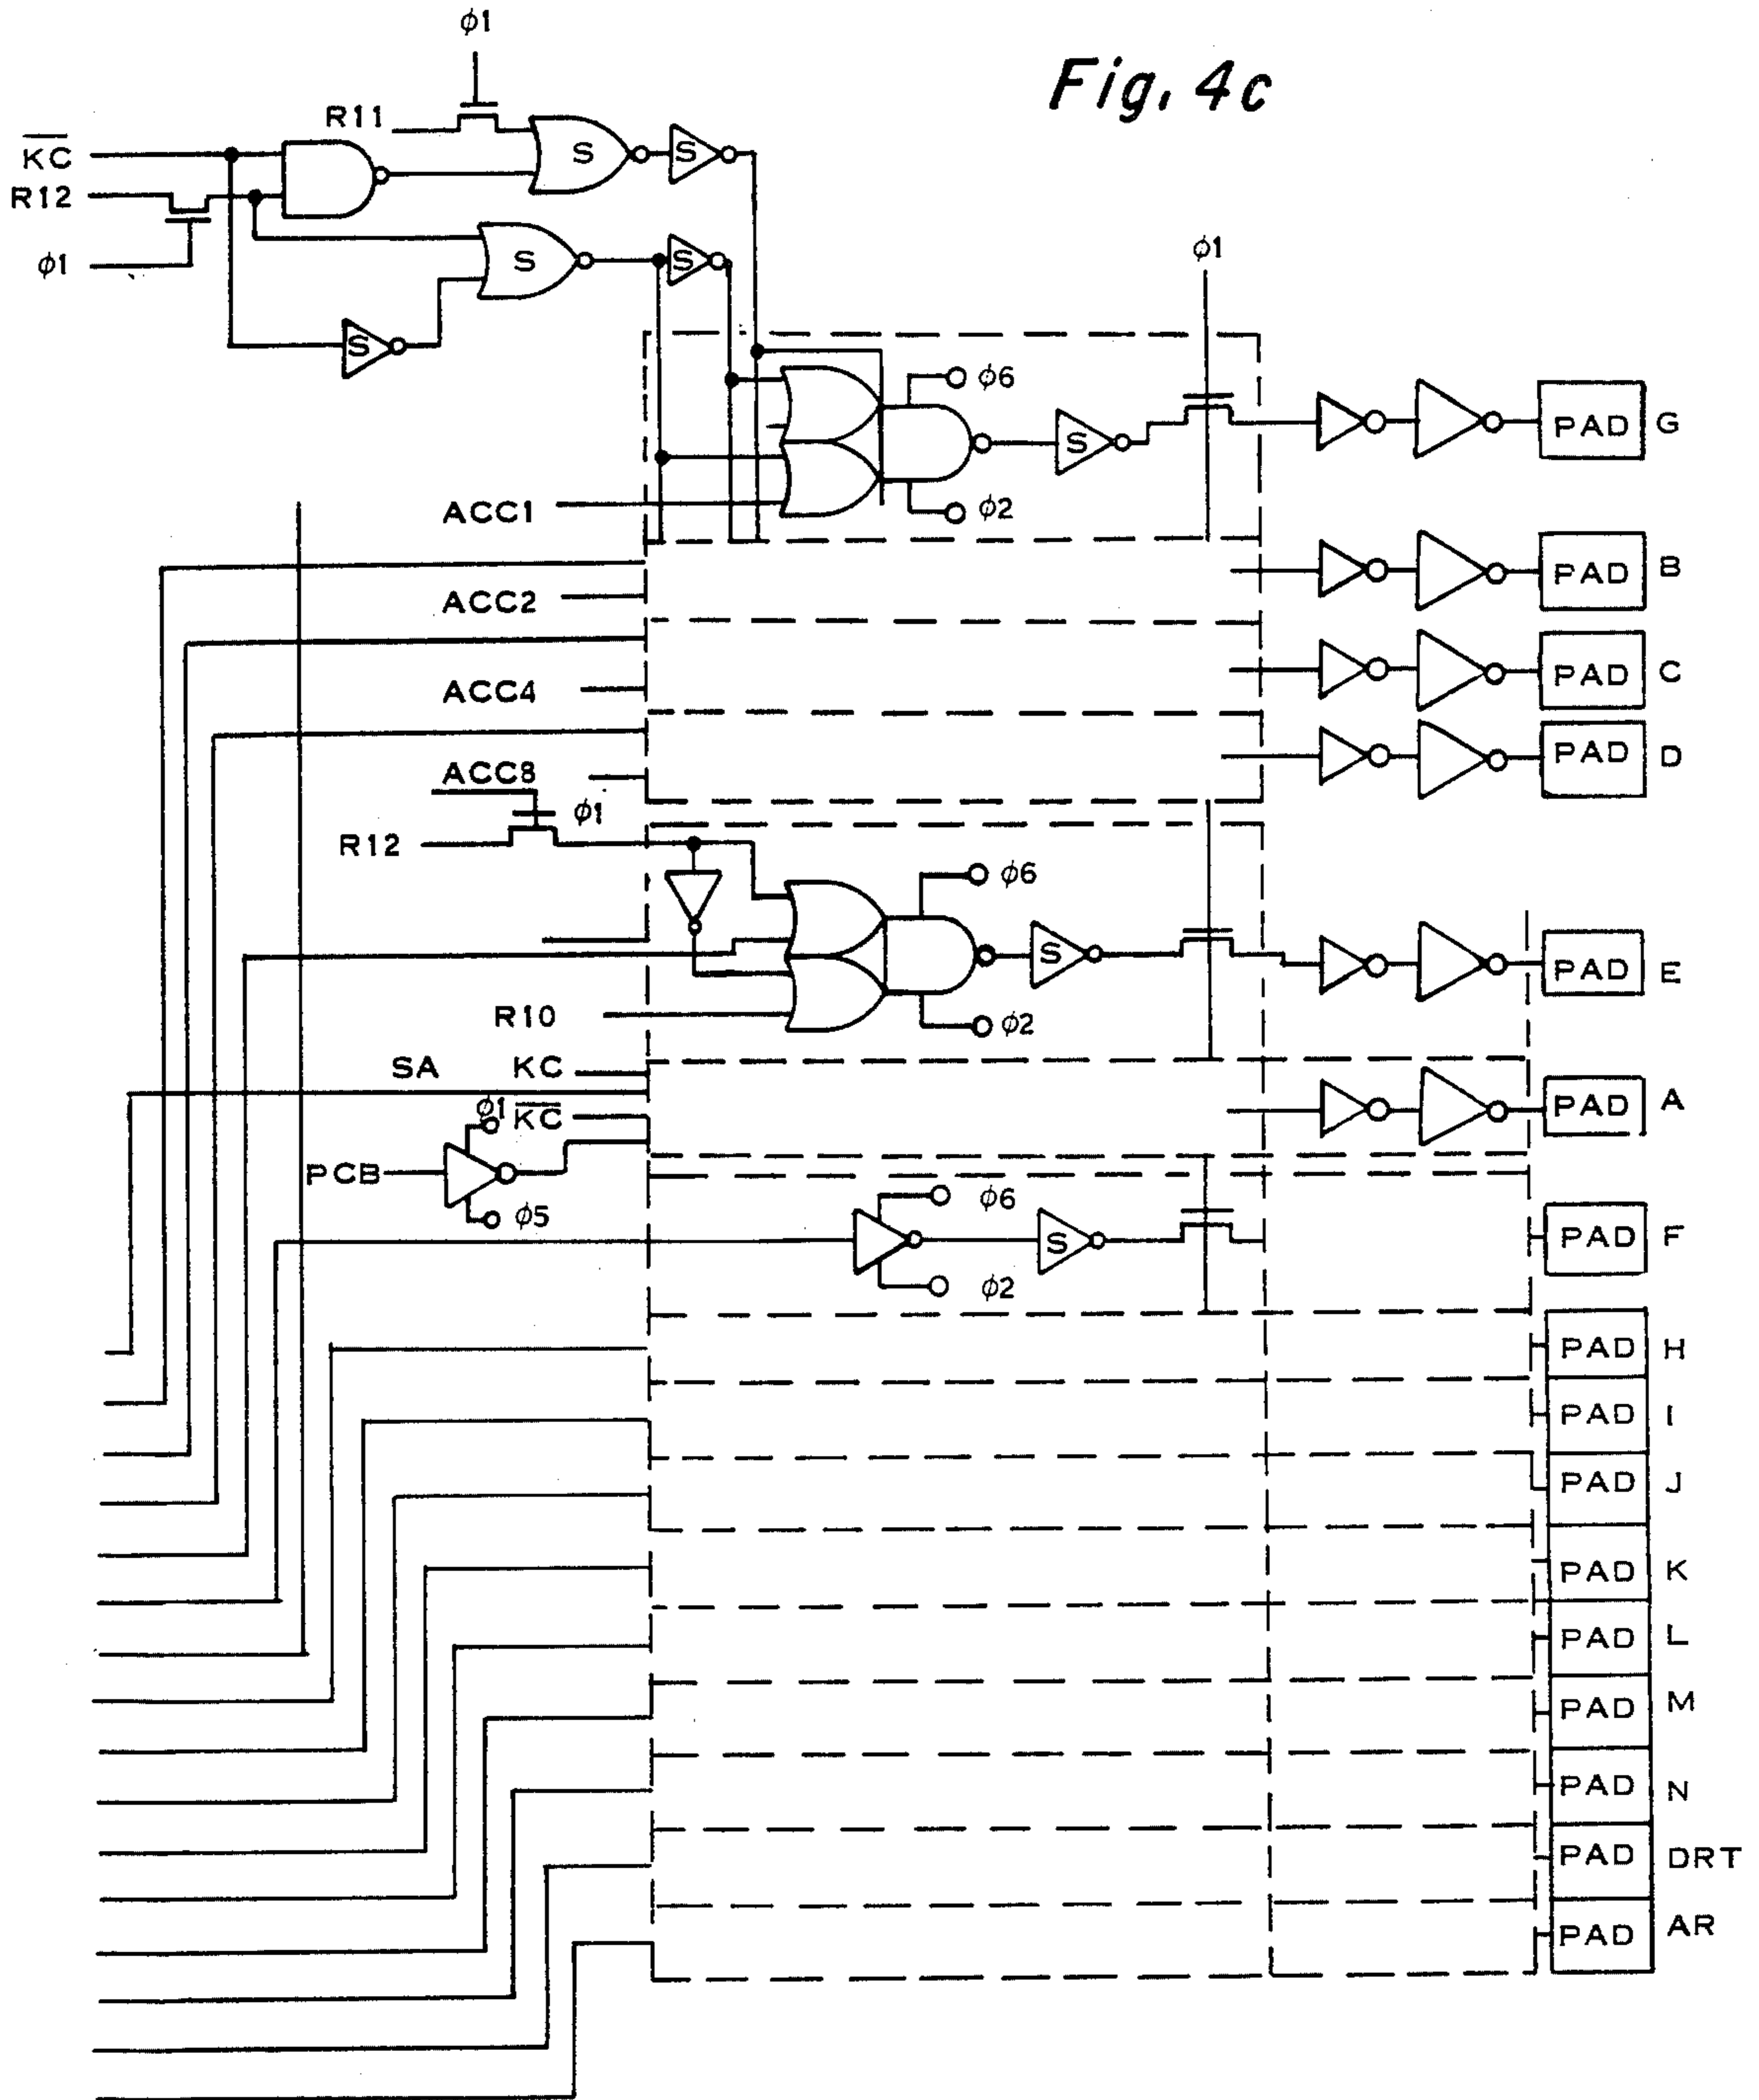 Fig. 4c
φ1
R11
K̅C̅
R12
φ1
S
S
S
S
S
φ1
φ6
S
φ2
ACC1
PAD G
PAD B
ACC2
PAD C
ACC4
PAD D
ACC8
φ1
R12
φ6
S
φ2
PAD E
R10
SA
KC
φ1
K̅C̅
PAD A
PCB
φ5
φ6
S
φ2
PAD F
PAD H
PAD I
PAD J
PAD K
PAD L
PAD M
PAD N
PAD DRT
PAD AR